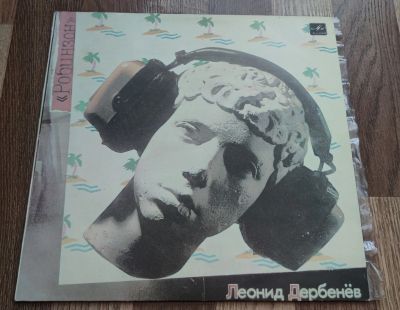 «Робинзон»
Леонид Дербенёв